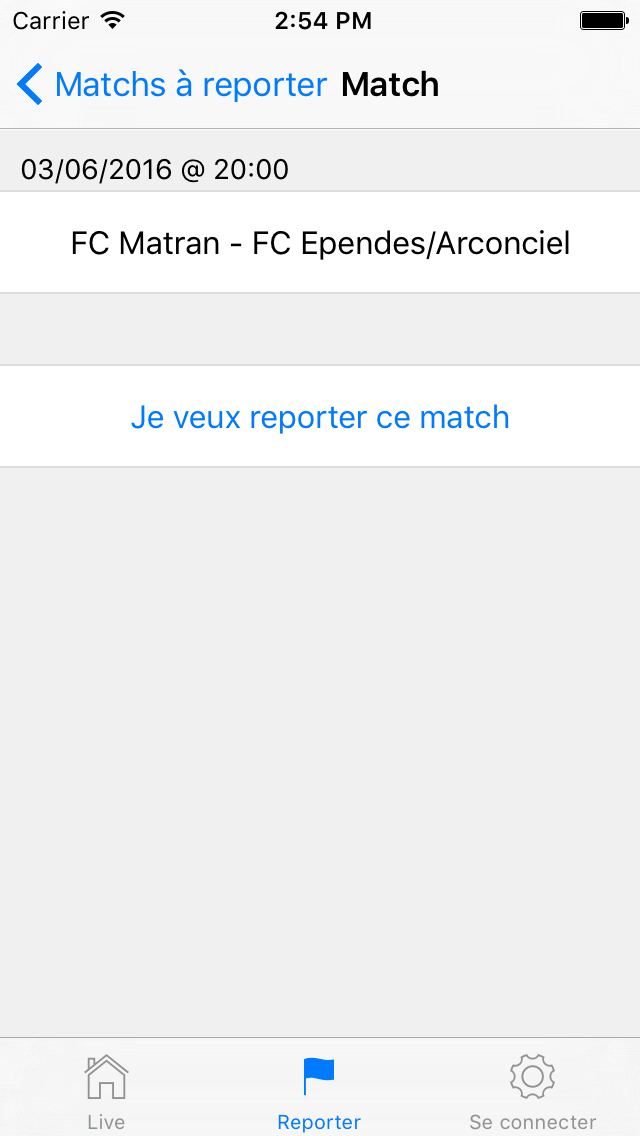 Carrier 2:54 PM
Matchs à reporter Match
03/06/2016 @ 20:00
FC Matran - FC Ependes/Arconciel
Je veux reporter ce match
Live Reporter Se connecter